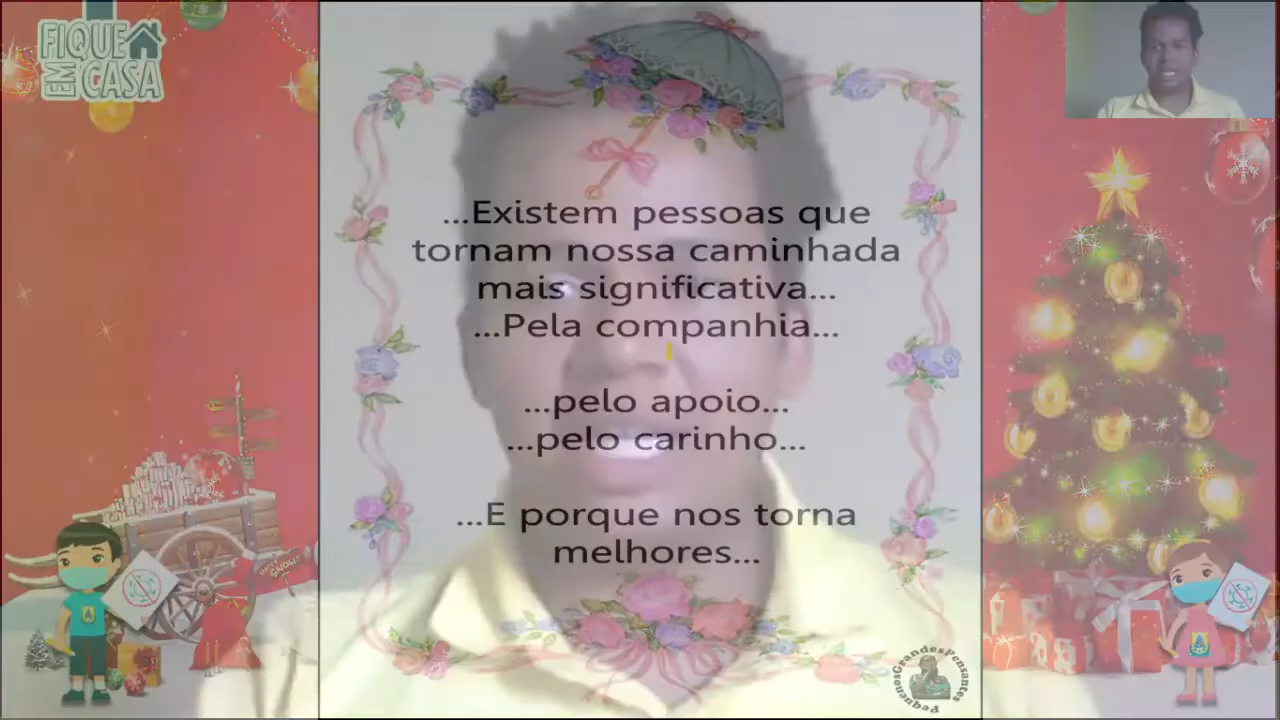 FIQUE
EM CASA
...Existem pessoas que
tornam nossa caminhada
mais significativa...
...Pela companhia...
...pelo apoio...
...pelo carinho...
...E porque nos torna
melhores...
PequenosGrandesPensantes